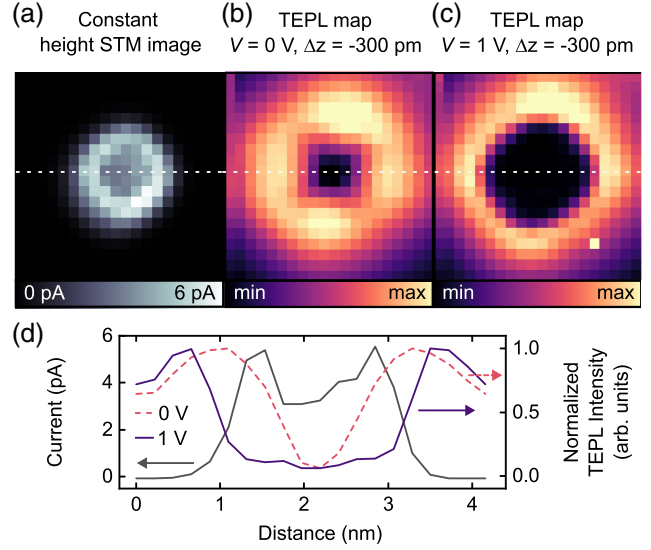 (a) Constant
height STM image
(b) TEPL map
V = 0 V, Δz = -300 pm
(c) TEPL map
V = 1 V, Δz = -300 pm
0 pA 6 pA
min max
min max
(d)
6
4
2
0
Current (pA)
0 V
1 V
1.0
0.5
0.0
Normalized
TEPL Intensity
(arb. units)
0 1 2 3 4
Distance (nm)